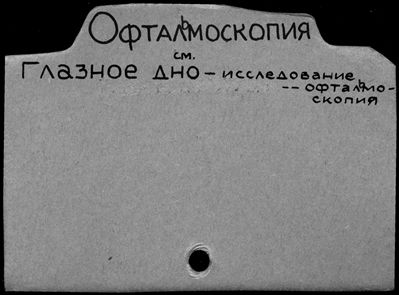 Офтальмоскопия
см.
Глазное дно – исследование
-- офтальмо-
скопия